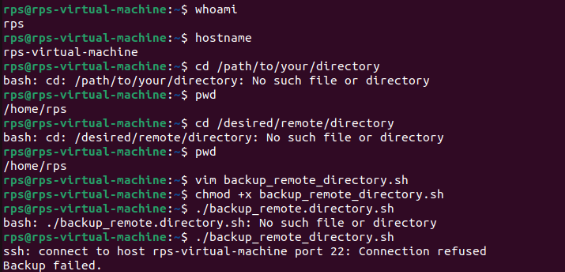 rps@rps-virtual-machine:~$ whoami
rps
rps@rps-virtual-machine:~$ hostname
rps-virtual-machine
rps@rps-virtual-machine:~$ cd /path/to/your/directory
bash: cd: /path/to/your/directory: No such file or directory
rps@rps-virtual-machine:~$ pwd
/home/rps
rps@rps-virtual-machine:~$ cd /desired/remote/directory
bash: cd: /desired/remote/directory: No such file or directory
rps@rps-virtual-machine:~$ pwd
/home/rps
rps@rps-virtual-machine:~$ vim backup_remote_directory.sh
rps@rps-virtual-machine:~$ chmod +x backup_remote_directory.sh
rps@rps-virtual-machine:~$ ./backup_remote.directory.sh
bash: ./backup_remote.directory.sh: No such file or directory
rps@rps-virtual-machine:~$ ./backup_remote_directory.sh
ssh: connect to host rps-virtual-machine port 22: Connection refused
Backup failed.